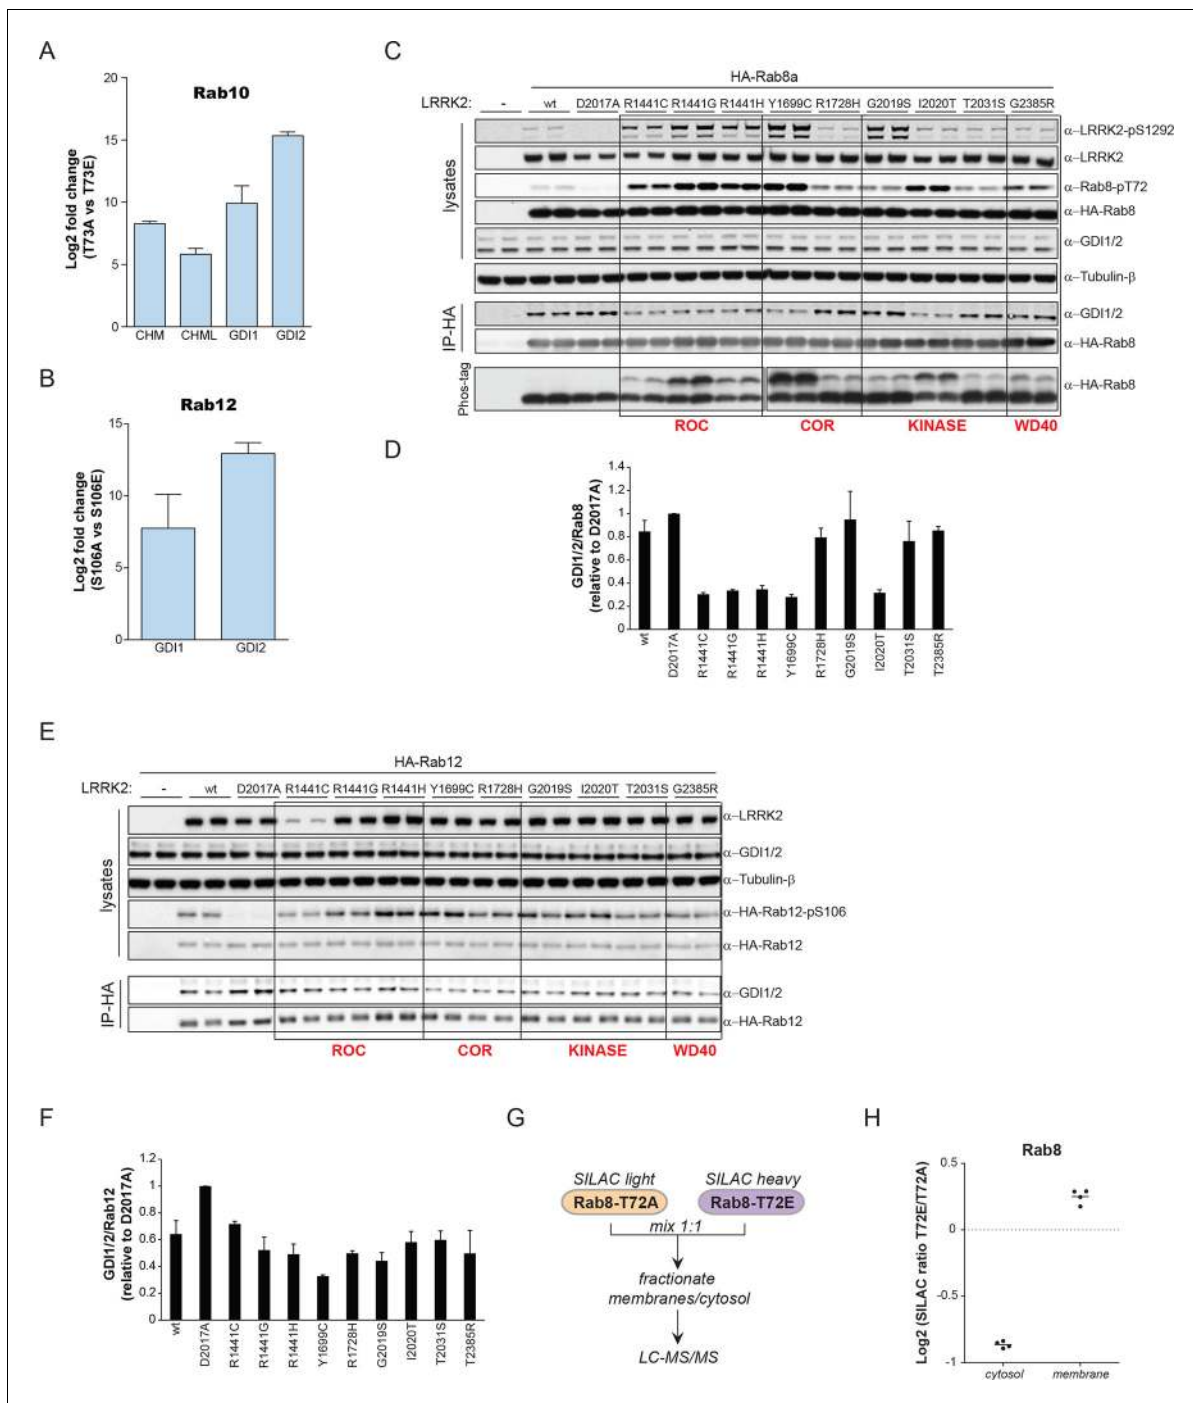 A
Rab10
Log2 fold change
(T73A vs T73E)
20
15
10
5
0
CHM CHML GDI1 GDI2
B
Rab12
Log2 fold change
(S106A vs S106E)
15
10
5
0
GDI1 GDI2
C
HA-Rab8a
LRRK2: - wt D2017A R1441C R1441G R1441H Y1699C R1728H G2019S I2020T T2031S G2385R
lysates
α-LRRK2-pS1292
α-LRRK2
α-Rab8-pT72
α-HA-Rab8
α-GDI1/2
α-Tubulin-β
IP-HA
α-GDI1/2
α-HA-Rab8
Phos-tag
α-HA-Rab8
ROC COR KINASE WD40
D
GDI1/2/Rab8
(relative to D2017A)
1.4
1.2
1
0.8
0.6
0.4
0.2
0
wt D2017A R1441C R1441G R1441H Y1699C R1728H G2019S I2020T T2031S T2385R
E
HA-Rab12
LRRK2: - wt D2017A R1441C R1441G R1441H Y1699C R1728H G2019S I2020T T2031S G2385R
lysates
α-LRRK2
α-GDI1/2
α-Tubulin-β
α-HA-Rab12-pS106
α-HA-Rab12
IP-HA
α-GDI1/2
α-HA-Rab12
ROC COR KINASE WD40
F
GDI1/2/Rab12
(relative to D2017A)
1.2
1
0.8
0.6
0.4
0.2
0
wt D2017A R1441C R1441G R1441H Y1699C R1728H G2019S I2020T T2031S T2385R
G
SILAC light SILAC heavy
Rab8-T72A Rab8-T72E
mix 1:1
fractionate
membranes/cytosol
LC-MS/MS
H
Rab8
Log2 (SILAC ratio T72E/T72A)
0.5
0
-0.5
-1
cytosol membrane